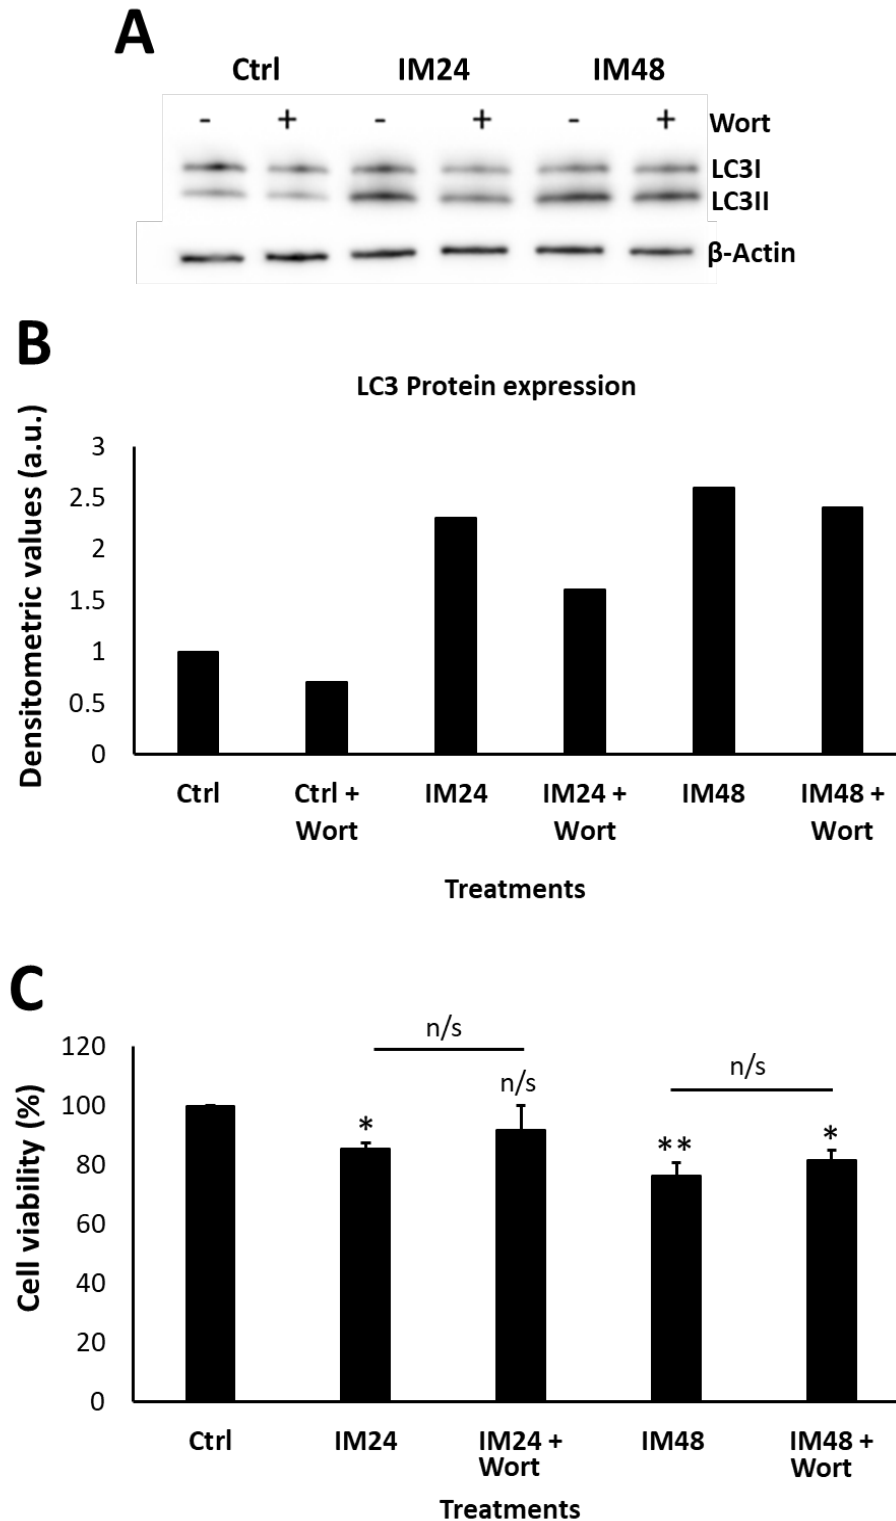 A
Ctrl IM24 IM48
- + - + - + Wort
LC3I
LC3II
β-Actin
B
LC3 Protein expression
Densitometric values (a.u.)
3
2.5
2
1.5
1
0.5
0
Ctrl Ctrl + IM24 IM24 + IM48 IM48 +
Wort Wort Wort
Treatments
C
Cell viability (%)
120
100
80
60
40
20
0
n/s
n/s
n/s
*
**
*
Ctrl IM24 IM24 + IM48 IM48 +
Wort Wort
Treatments